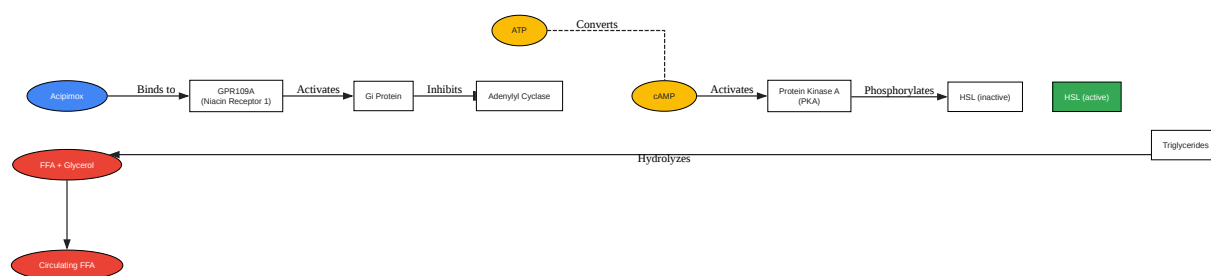 ATP
Converts
Acipimox
Binds to
GPR109A
(Niacin Receptor 1)
Activates
Gi Protein
Inhibits
Adenylyl Cyclase
cAMP
Activates
Protein Kinase A
(PKA)
Phosphorylates
HSL (inactive)
HSL (active)
Triglycerides
Hydrolyzes
FFA + Glycerol
Circulating FFA